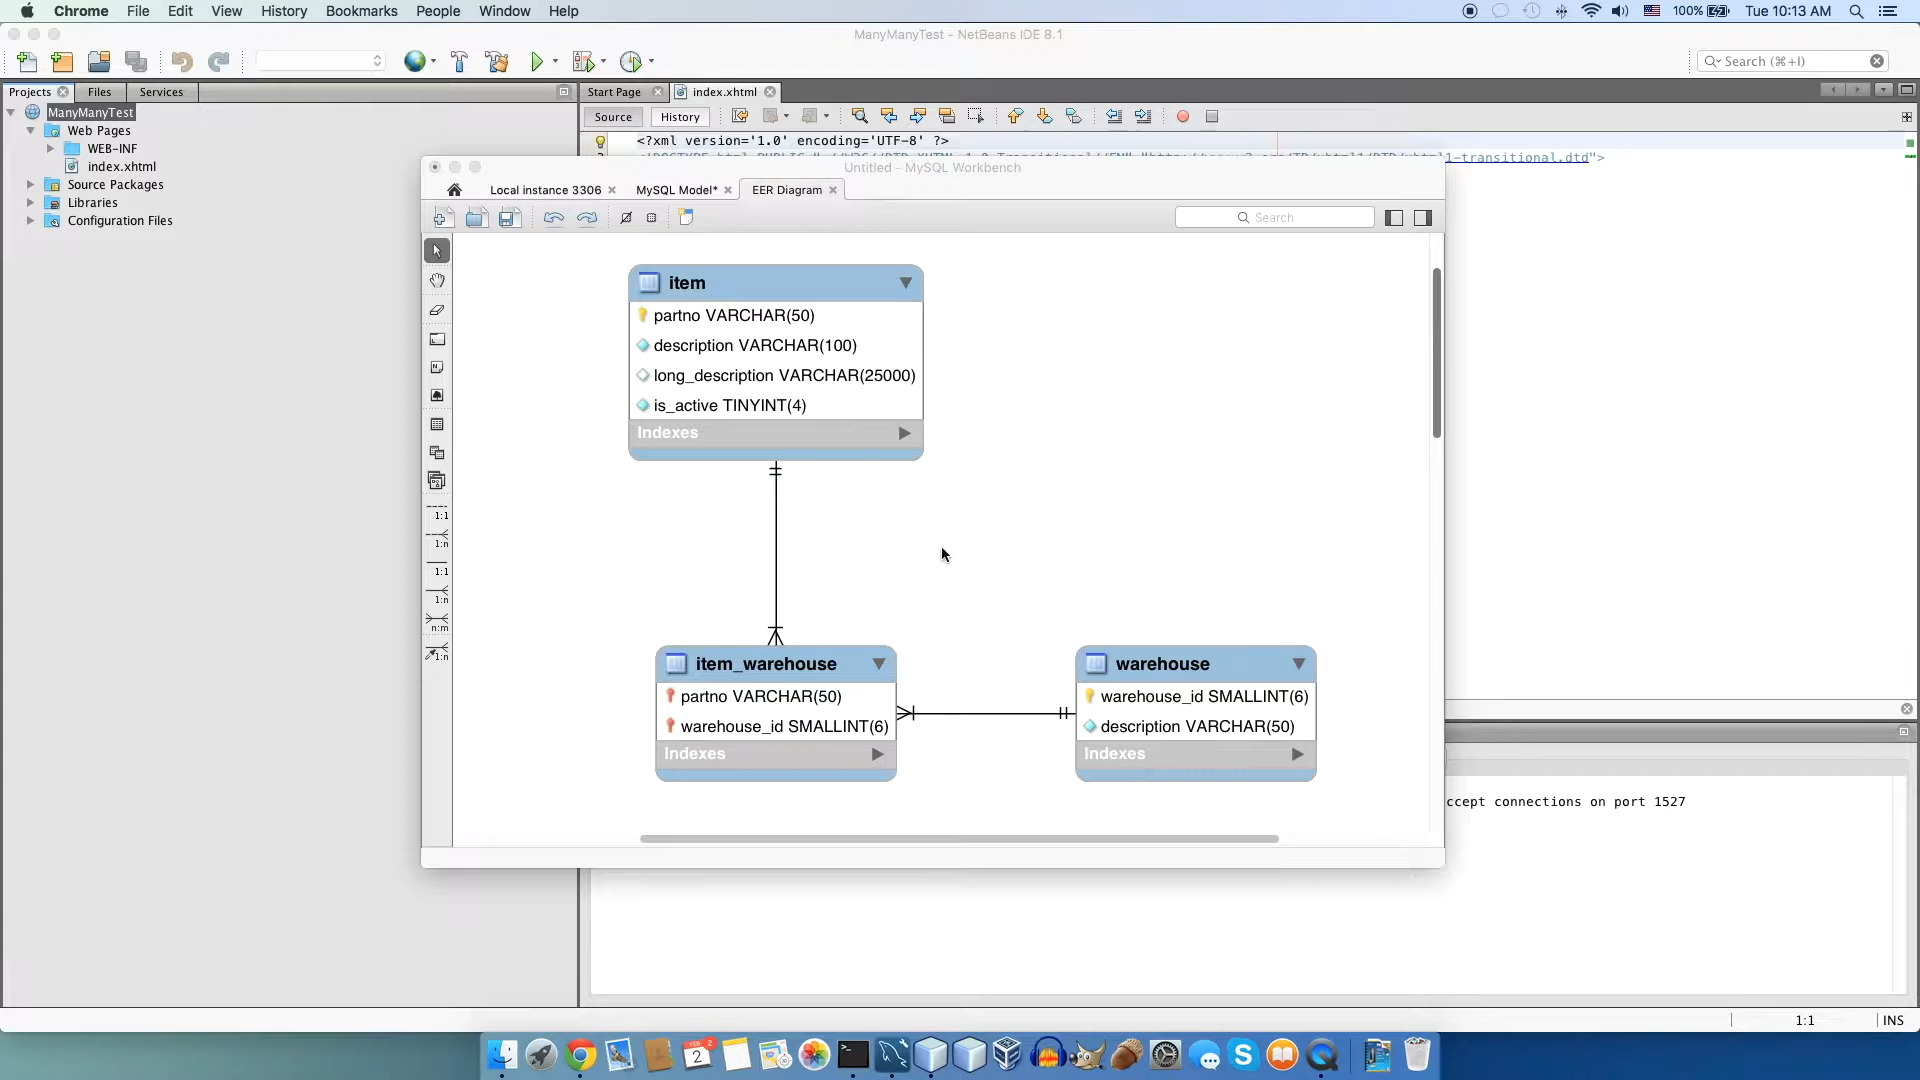 Chrome File Edit View History Bookmarks People Window Help 100% Tue 10:13 AM
ManyManyTest - NetBeans IDE 8.1
Search (⌘+I)
Projects Files Services Start Page index.xhtml
ManyManyTest
Web Pages
WEB-INF
index.xhtml
Source Packages
Libraries
Configuration Files
Source History
<?xml version='1.0' encoding='UTF-8' ?>
1-transitional.dtd">
Untitled - MySQL Workbench
Local instance 3306 MySQL Model* EER Diagram
Search
item
partno VARCHAR(50)
description VARCHAR(100)
long_description VARCHAR(25000)
is_active TINYINT(4)
Indexes
1:1
1:n
1:1
1:n
n:m
1:n
item_warehouse
partno VARCHAR(50)
warehouse_id SMALLINT(6)
Indexes
warehouse
warehouse_id SMALLINT(6)
description VARCHAR(50)
Indexes
ccept connections on port 1527
1:1 INS
FEB 2
2